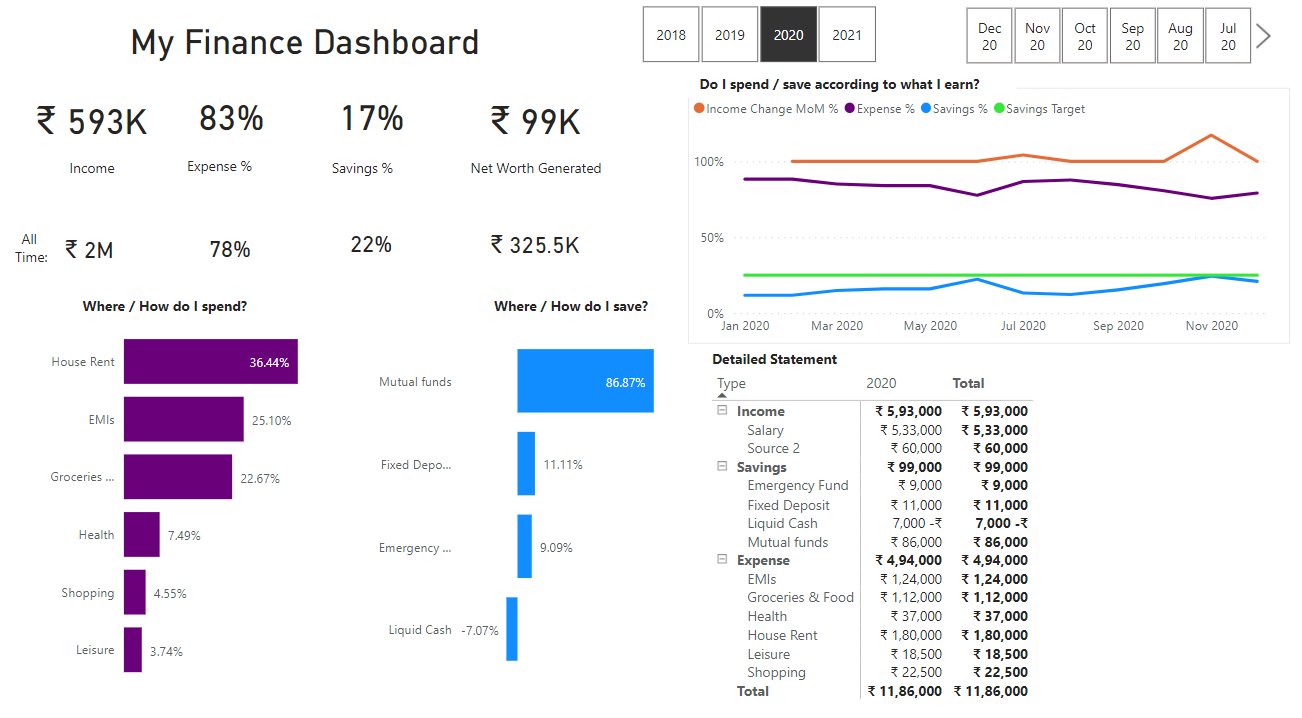 My Finance Dashboard
2018 2019 2020 2021
Dec 20 Nov 20 Oct 20 Sep 20 Aug 20 Jul 20
₹ 593K 83% 17% ₹ 99K
Income Expense % Savings % Net Worth Generated
All Time: ₹ 2M 78% 22% ₹ 325.5K
Do I spend / save according to what I earn?
Income Change MoM % Expense % Savings % Savings Target
100%
50%
0%
Jan 2020 Mar 2020 May 2020 Jul 2020 Sep 2020 Nov 2020
Where / How do I spend?
House Rent 36.44%
EMIs 25.10%
Groceries ... 22.67%
Health 7.49%
Shopping 4.55%
Leisure 3.74%
Where / How do I save?
Mutual funds 86.87%
Fixed Depo... 11.11%
Emergency ... 9.09%
Liquid Cash -7.07%
Detailed Statement
Type 2020 Total
Income ₹ 5,93,000 ₹ 5,93,000
Salary ₹ 5,33,000 ₹ 5,33,000
Source 2 ₹ 60,000 ₹ 60,000
Savings ₹ 99,000 ₹ 99,000
Emergency Fund ₹ 9,000 ₹ 9,000
Fixed Deposit ₹ 11,000 ₹ 11,000
Liquid Cash 7,000 -₹ 7,000 -₹
Mutual funds ₹ 86,000 ₹ 86,000
Expense ₹ 4,94,000 ₹ 4,94,000
EMIs ₹ 1,24,000 ₹ 1,24,000
Groceries & Food ₹ 1,12,000 ₹ 1,12,000
Health ₹ 37,000 ₹ 37,000
House Rent ₹ 1,80,000 ₹ 1,80,000
Leisure ₹ 18,500 ₹ 18,500
Shopping ₹ 22,500 ₹ 22,500
Total ₹ 11,86,000 ₹ 11,86,000